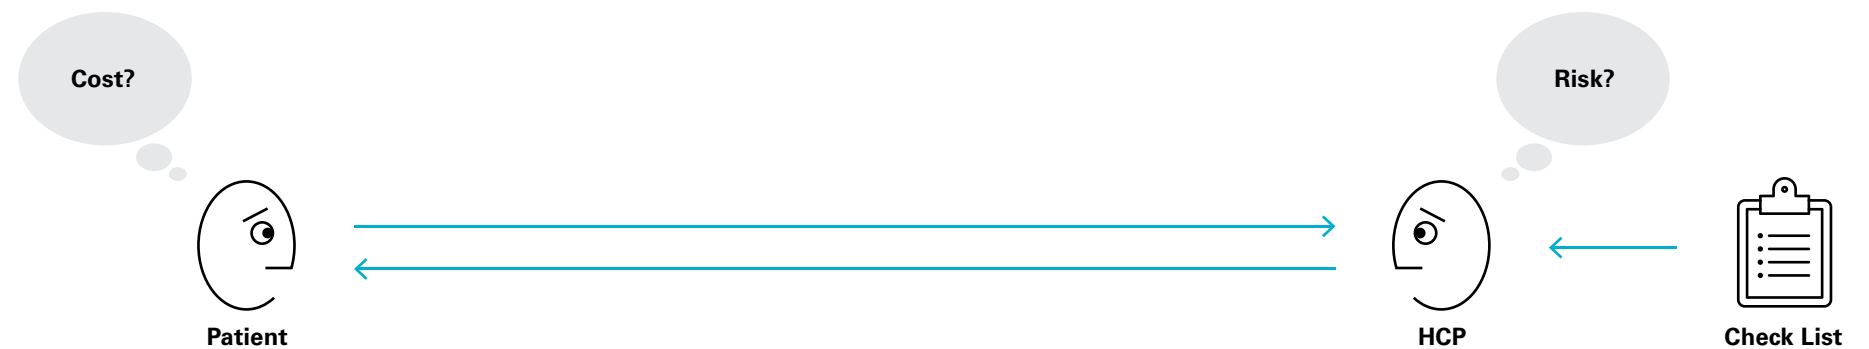 Cost?
Risk?
Patient
HCP
Check List